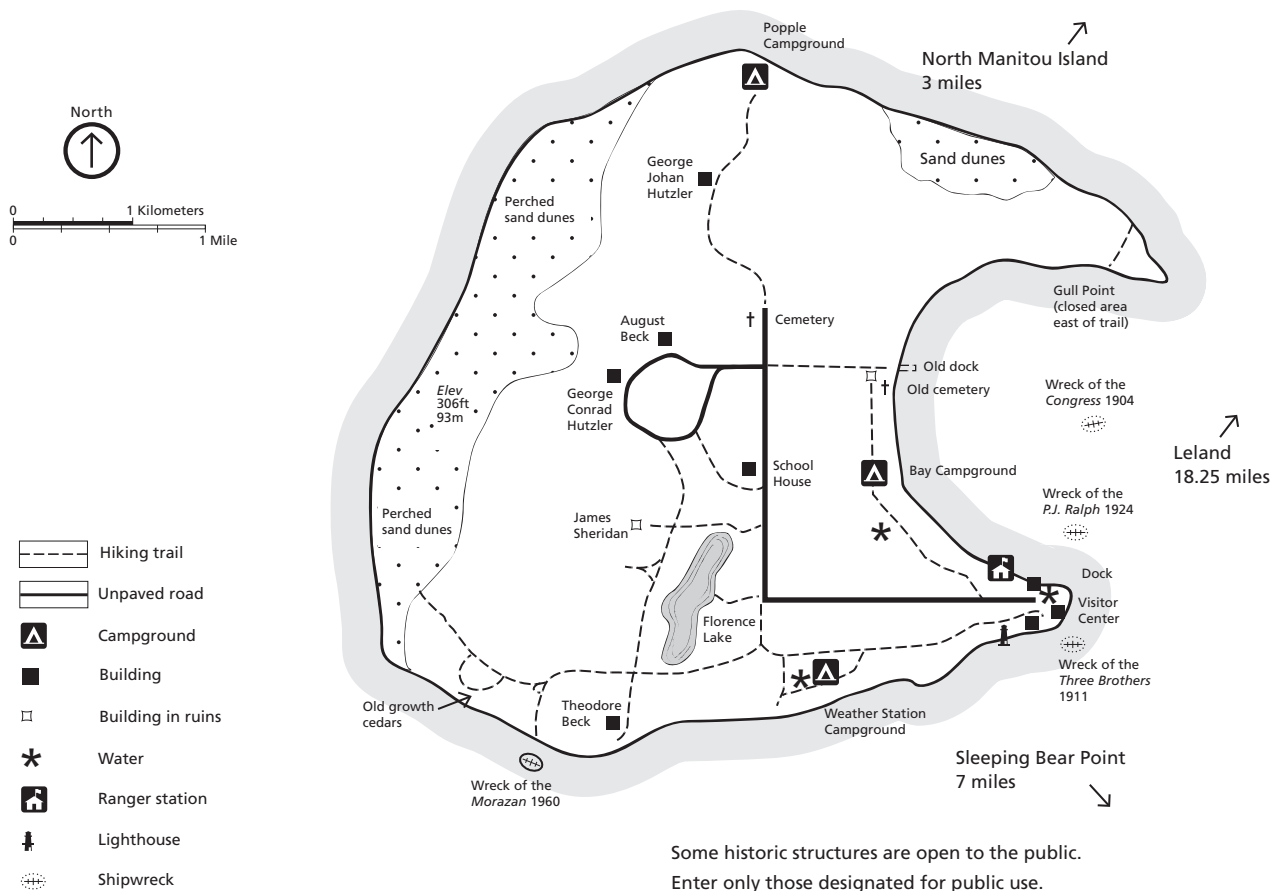 Popple
Campground
North Manitou Island
3 miles
North
0
1 Kilometers
0
1 Mile
George
Johan
Hutzler
Sand dunes
Perched
sand dunes
Gull Point
(closed area
east of trail)
Cemetery
August
Beck
Old dock
Old cemetery
Wreck of the
Congress 1904
Elev
306ft
93m
George
Conrad
Hutzler
Leland
18.25 miles
School
House
Bay Campground
Wreck of the
P.J. Ralph 1924
Perched
sand dunes
James
Sheridan
Dock
Visitor
Center
Florence
Lake
Wreck of the
Three Brothers
1911
Old growth
cedars
Theodore
Beck
Weather Station
Campground
Wreck of the
Morazan 1960
Sleeping Bear Point
7 miles
Hiking trail
Unpaved road
Campground
Building
Building in ruins
Water
Ranger station
Lighthouse
Shipwreck
Some historic structures are open to the public.
Enter only those designated for public use.